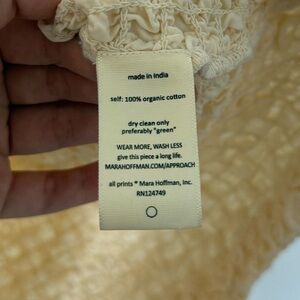 made in India
self: 100% organic cotton
dry clean only
preferably "green"
WEAR MORE, WASH LESS
give this piece a long life.
MARAHOFFMAN.COM/APPROACH
all prints ® Mara Hoffman, Inc.
RN124749